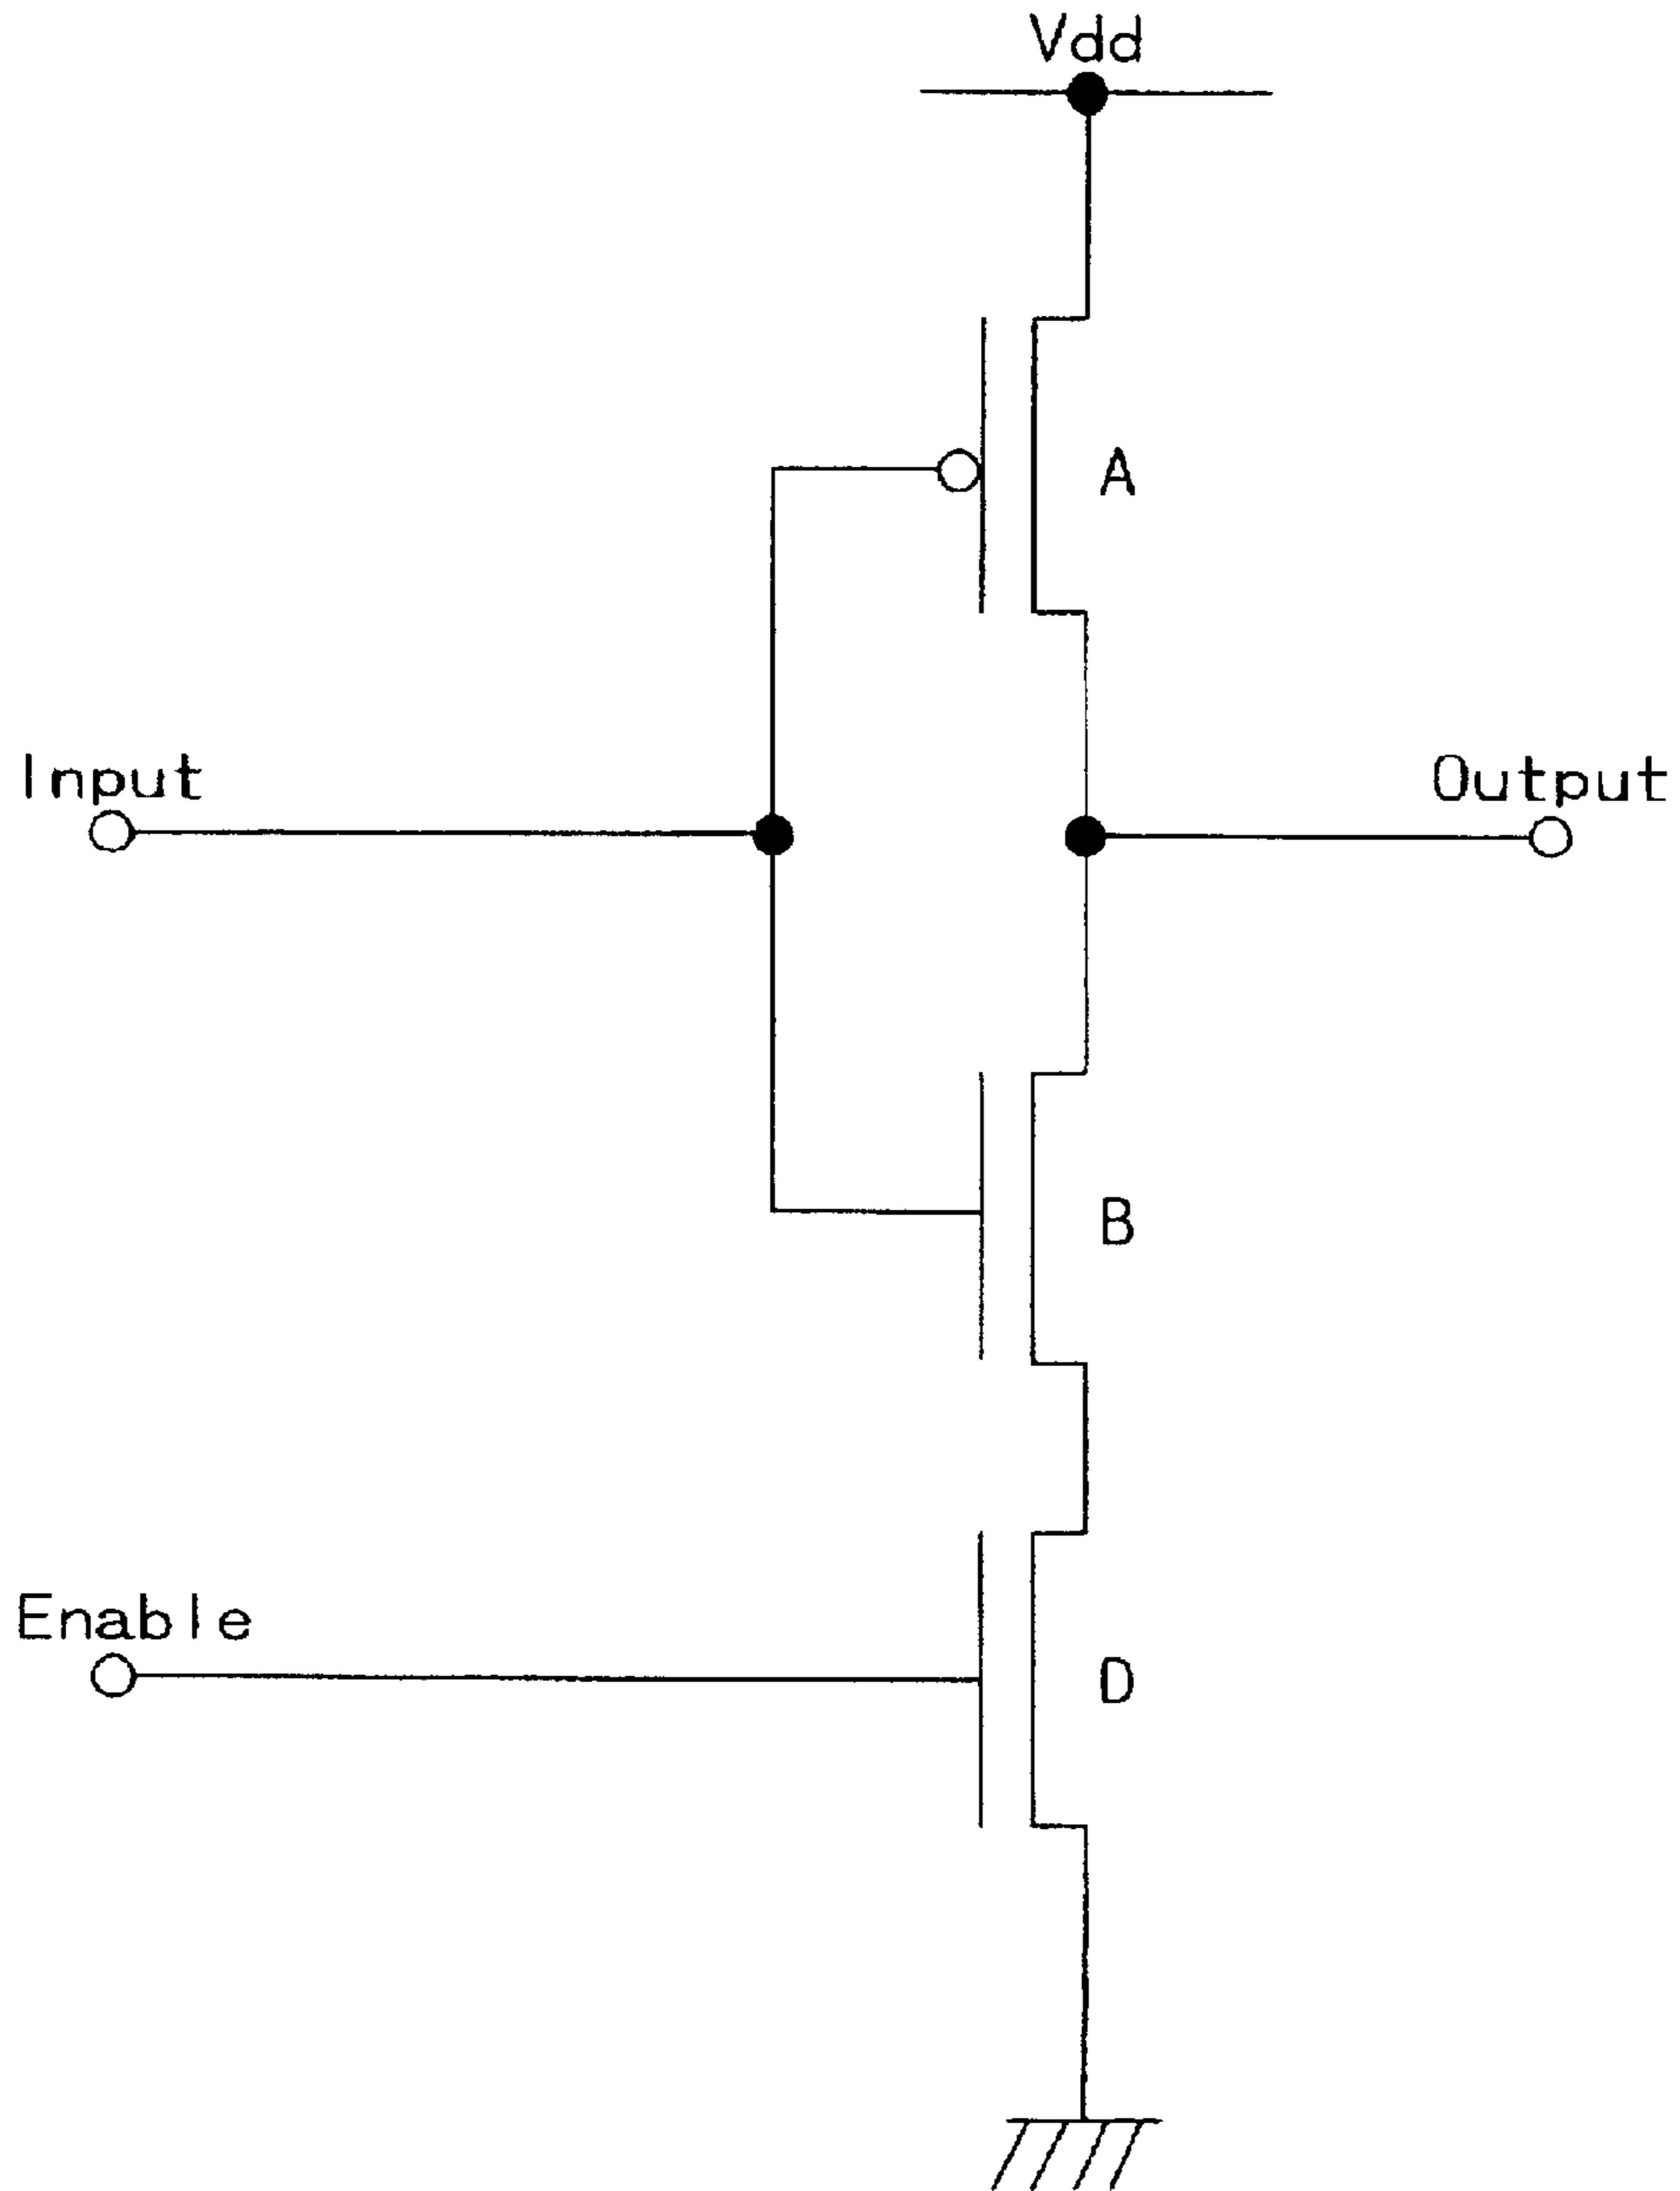 Vdd
A
Input
Output
B
Enable
D